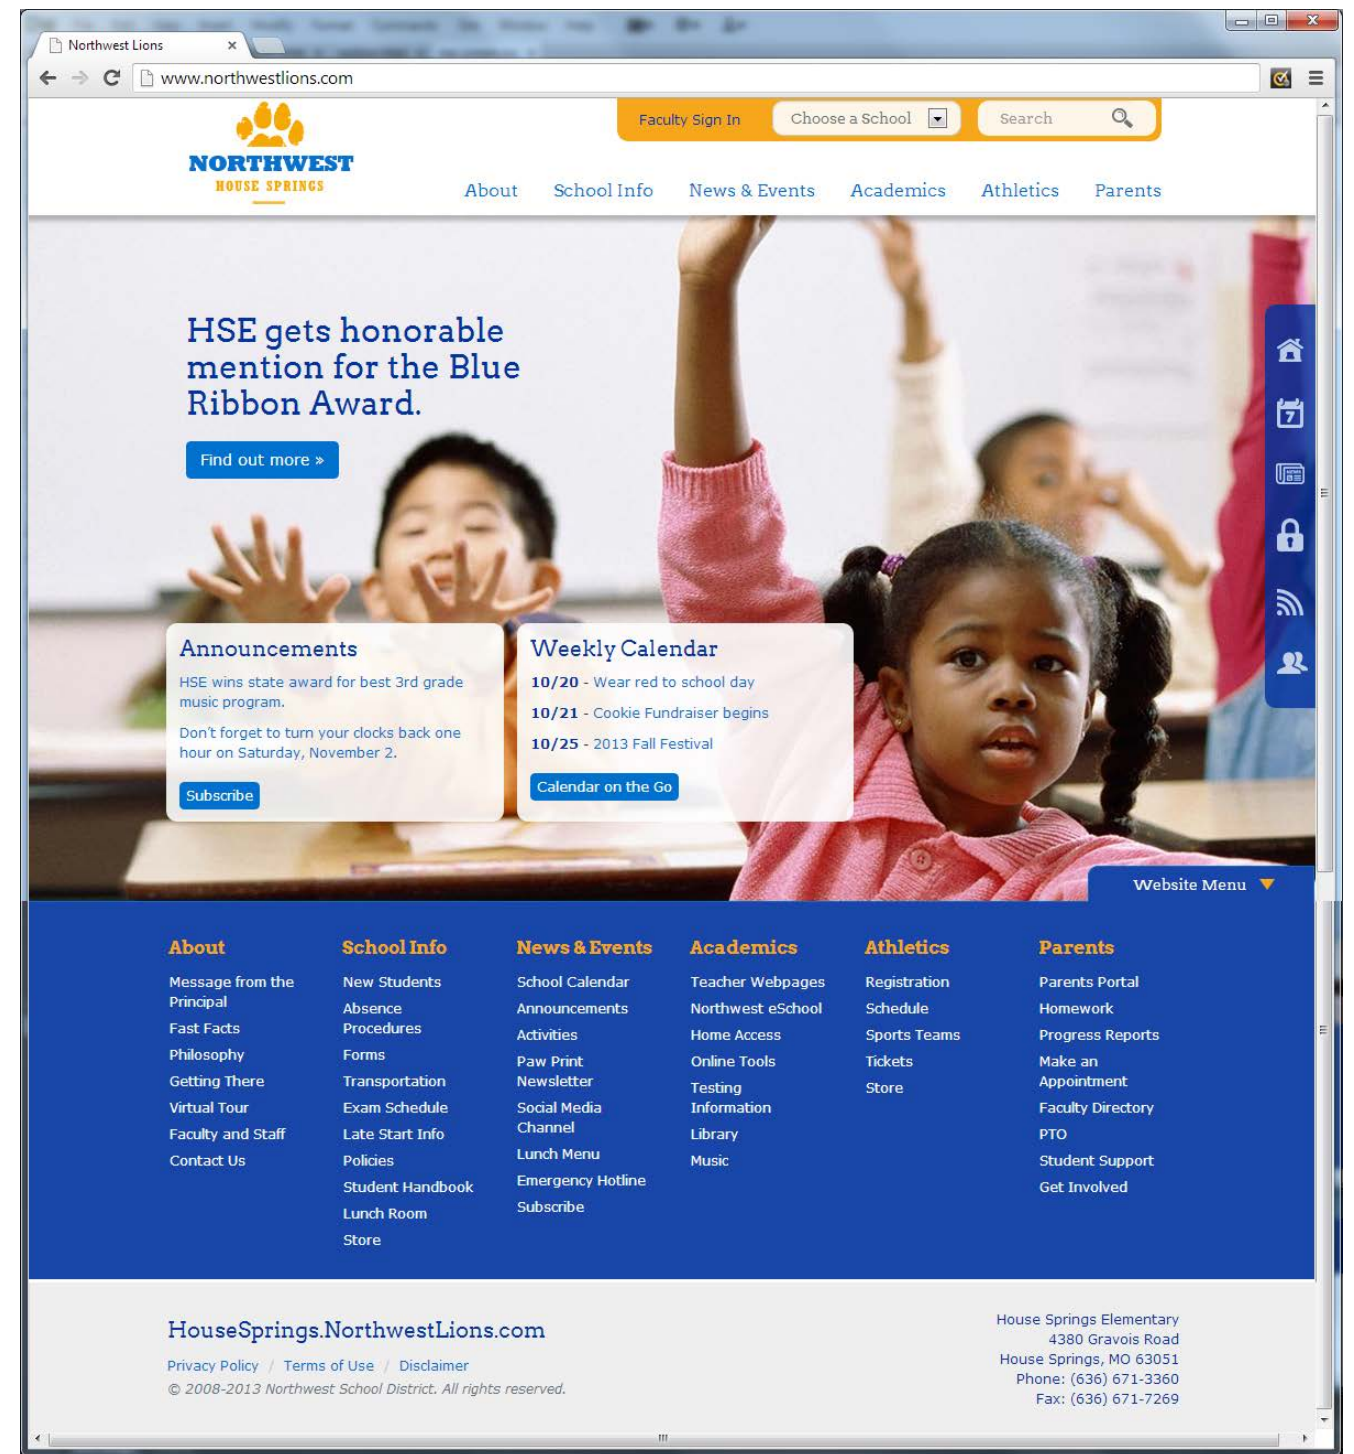 Northwest Lions
www.northwestlions.com
Faculty Sign In
Choose a School
Search
NORTHWEST
HOUSE SPRINGS
About School Info News & Events Academics Athletics Parents
HSE gets honorable
mention for the Blue
Ribbon Award.
Find out more »
7
Announcements
HSE wins state award for best 3rd grade
music program.
Don't forget to turn your clocks back one
hour on Saturday, November 2.
Subscribe
Weekly Calendar
10/20 - Wear red to school day
10/21 - Cookie Fundraiser begins
10/25 - 2013 Fall Festival
Calendar on the Go
Website Menu
About
Message from the
Principal
Fast Facts
Philosophy
Getting There
Virtual Tour
Faculty and Staff
Contact Us
School Info
New Students
Absence
Procedures
Forms
Transportation
Exam Schedule
Late Start Info
Policies
Student Handbook
Lunch Room
Store
News & Events
School Calendar
Announcements
Activities
Paw Print
Newsletter
Social Media
Channel
Lunch Menu
Emergency Hotline
Subscribe
Academics
Teacher Webpages
Northwest eSchool
Home Access
Online Tools
Testing
Information
Library
Music
Athletics
Registration
Schedule
Sports Teams
Tickets
Store
Parents
Parents Portal
Homework
Progress Reports
Make an
Appointment
Faculty Directory
PTO
Student Support
Get Involved
HouseSprings.NorthwestLions.com
Privacy Policy / Terms of Use / Disclaimer
© 2008-2013 Northwest School District. All rights reserved.
House Springs Elementary
4380 Gravois Road
House Springs, MO 63051
Phone: (636) 671-3360
Fax: (636) 671-7269